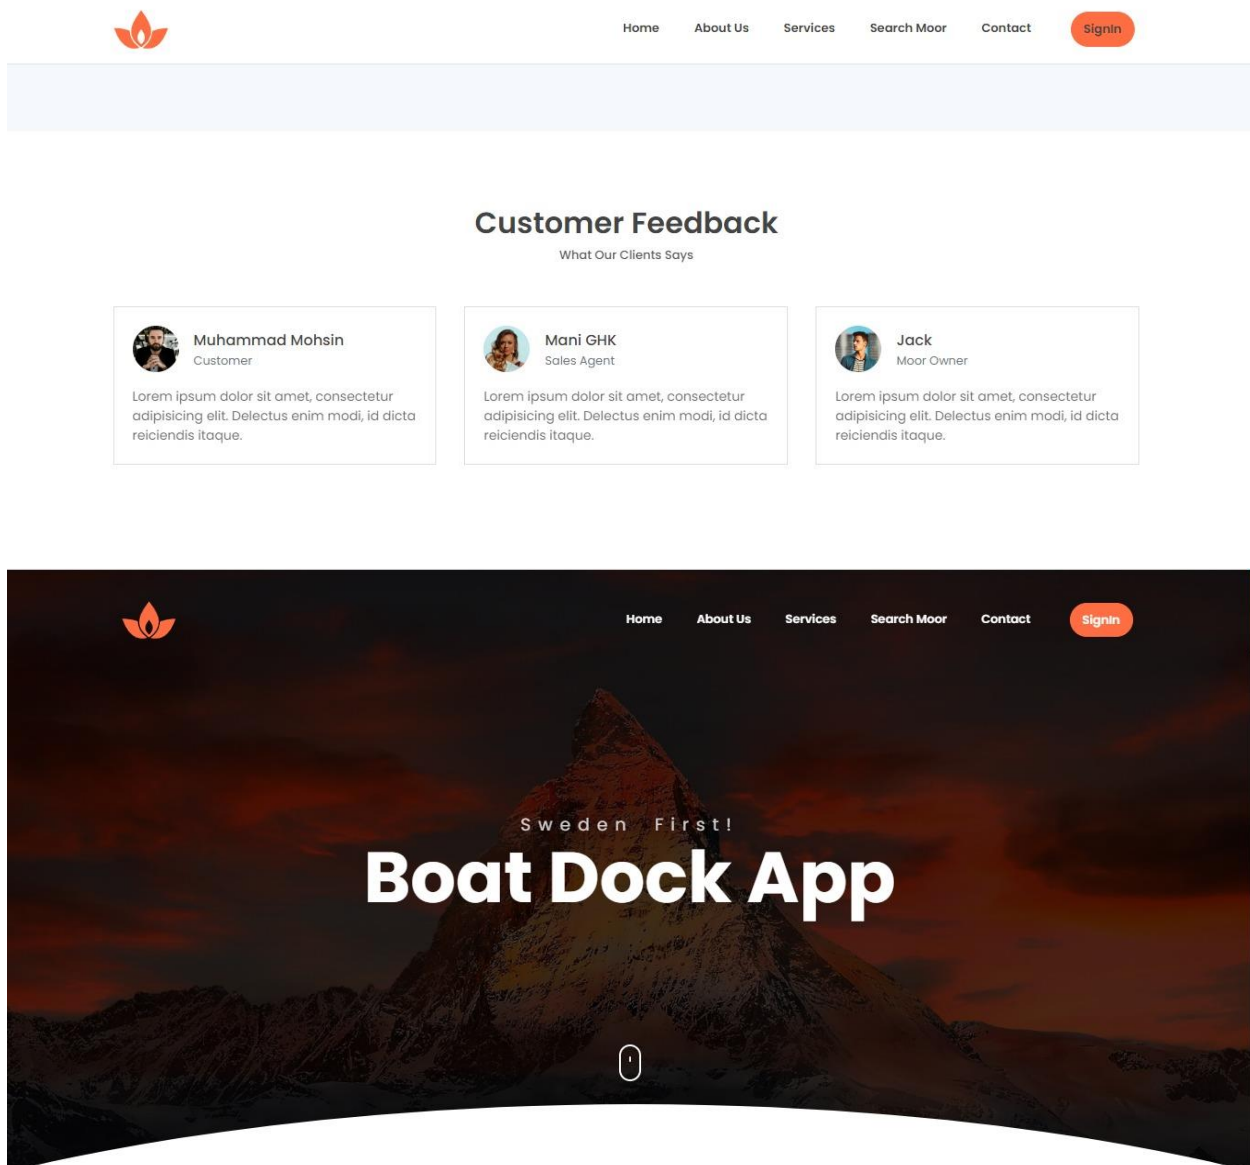 Home About Us Services Search Moor Contact SignIn
Customer Feedback
What Our Clients Says
Muhammad Mohsin
Customer
Lorem ipsum dolor sit amet, consectetur
adipisicing elit. Delectus enim modi, id dicta
reiciendis itaque.
Mani GHK
Sales Agent
Lorem ipsum dolor sit amet, consectetur
adipisicing elit. Delectus enim modi, id dicta
reiciendis itaque.
Jack
Moor Owner
Lorem ipsum dolor sit amet, consectetur
adipisicing elit. Delectus enim modi, id dicta
reiciendis itaque.
Home About Us Services Search Moor Contact SignIn
Sweden First!
Boat Dock App